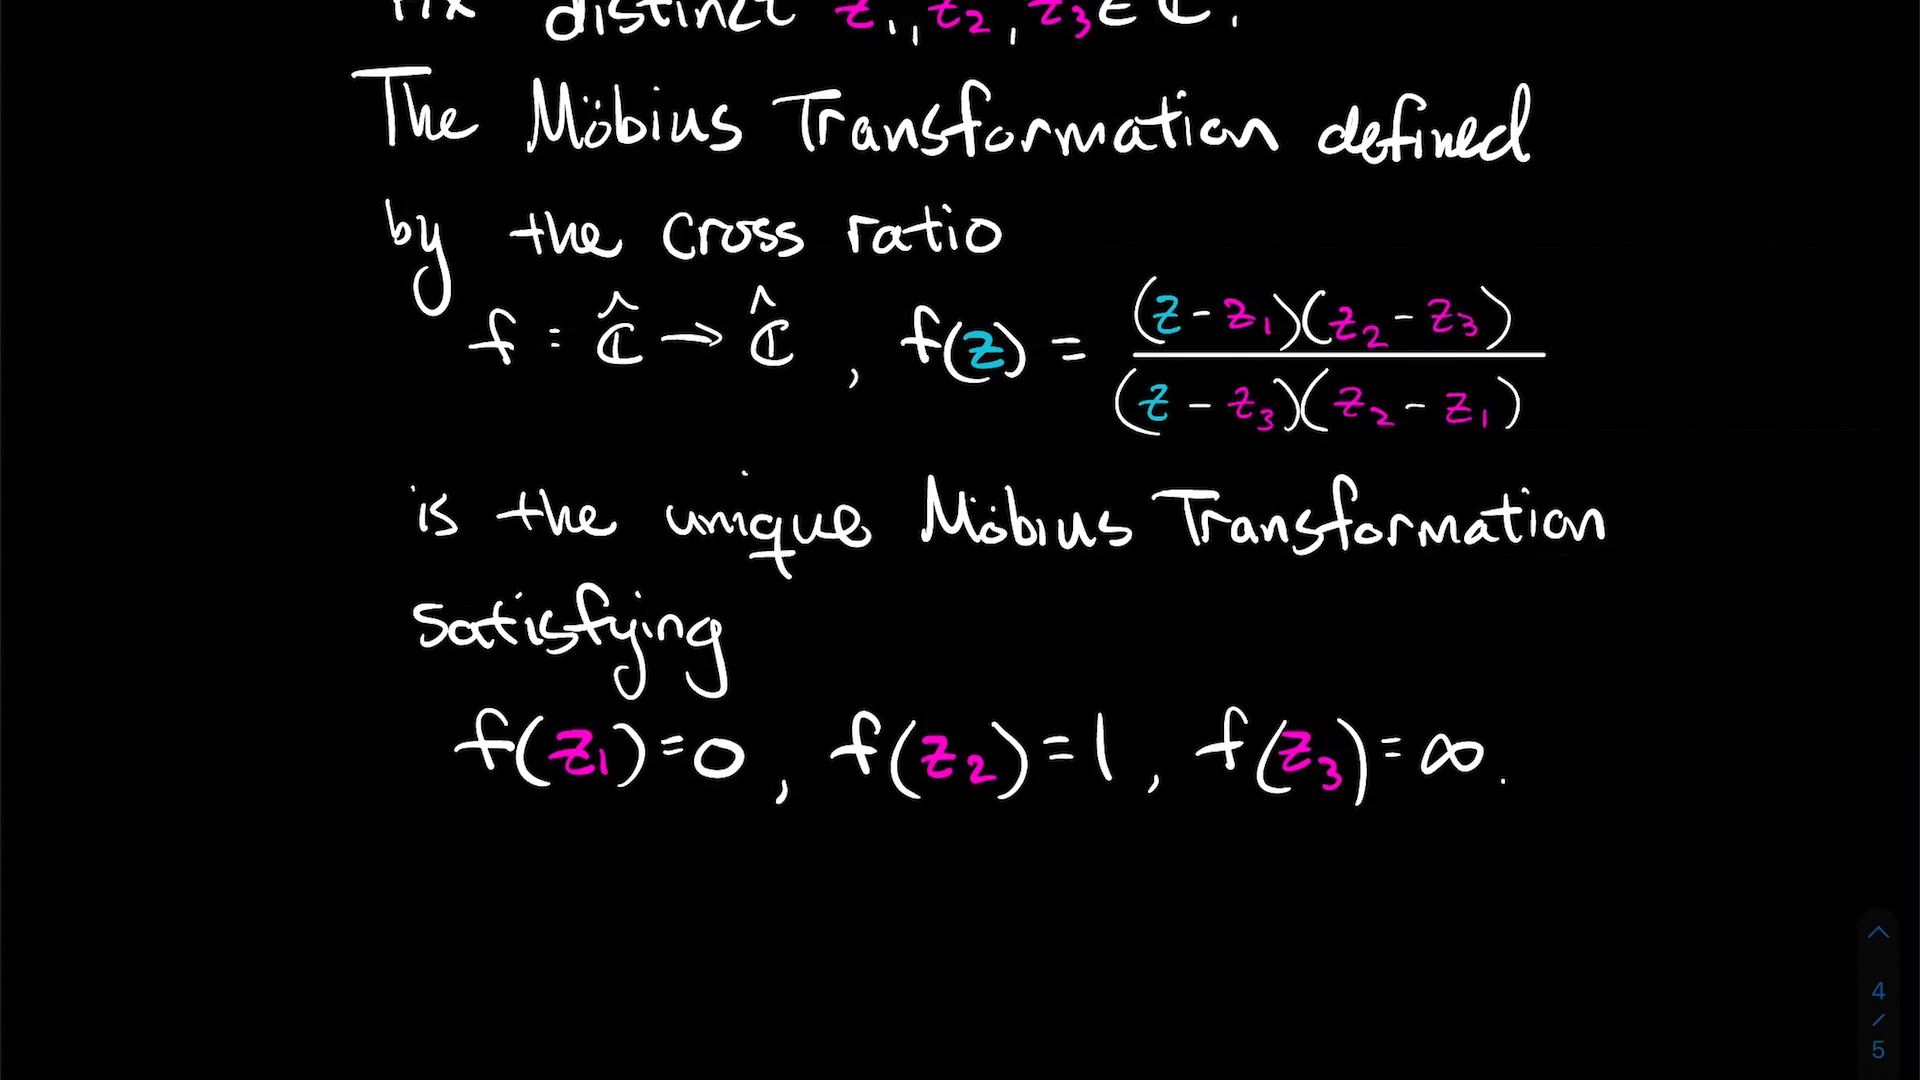 Fix distinct z₁, z₂, z₃ ∈ ℂ.
The Möbius Transformation defined
by the cross ratio
f : Ĉ → Ĉ , f(z) = (z - z₁)(z₂ - z₃) / (z - z₃)(z₂ - z₁)
is the unique Möbius Transformation
satisfying
f(z₁) = 0 , f(z₂) = 1 , f(z₃) = ∞ .
4
/
5